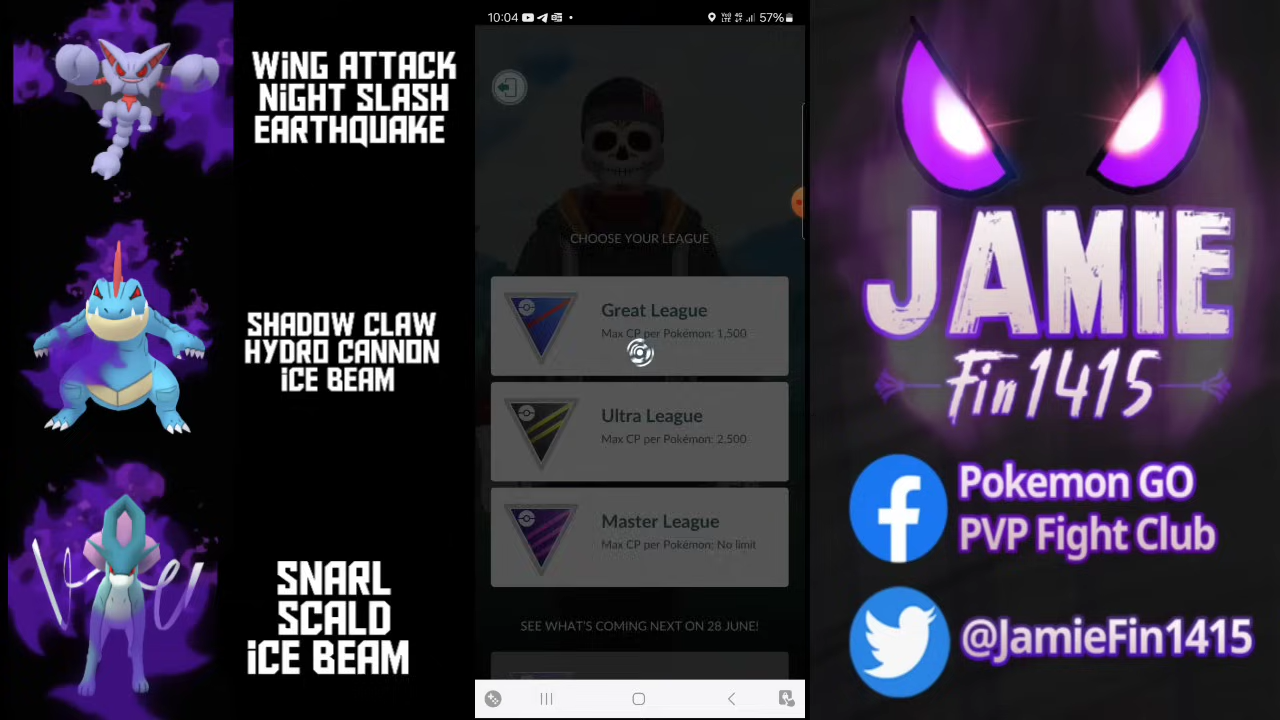 WING ATTACK
NIGHT SLASH
EARTHQUAKE
SHADOW CLAW
HYDRO CANNON
ICE BEAM
SNARL
SCALD
ICE BEAM
10:04
57%
CHOOSE YOUR LEAGUE
Great League
Max CP per Pokémon: 1,500
Ultra League
Max CP per Pokémon: 2,500
Master League
Max CP per Pokémon: No limit
SEE WHAT'S COMING NEXT ON 28 JUNE!
JAMIE
Fin1415
Pokemon GO
PVP Fight Club
@JamieFin1415